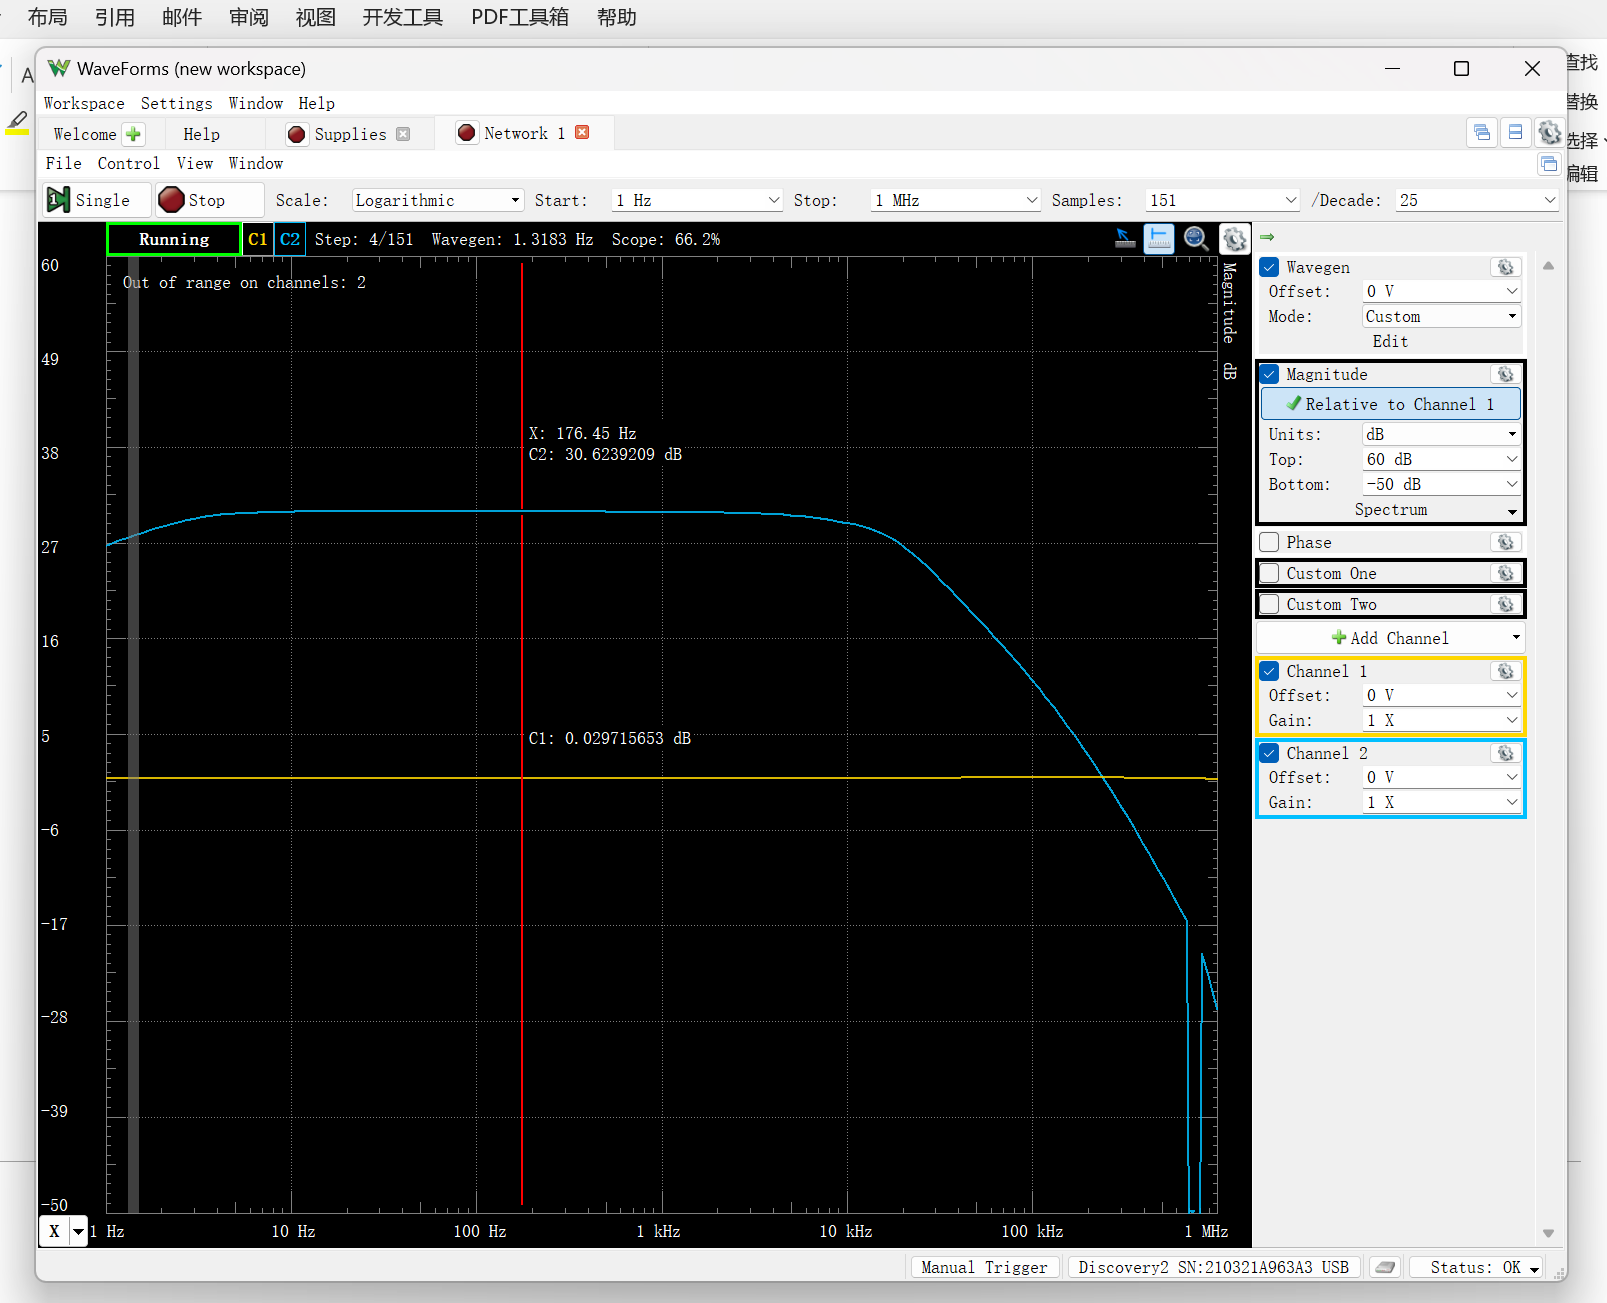 布局 引用 邮件 审阅 视图 开发工具 PDF工具箱 帮助
A
查找
替换
选择
编辑
WaveForms (new workspace)
Workspace Settings Window Help
Welcome Help Supplies Network 1
File Control View Window
1 Single Stop Scale: Logarithmic Start: 1 Hz Stop: 1 MHz Samples: 151 /Decade: 25
Running C1 C2 Step: 4/151 Wavegen: 1.3183 Hz Scope: 66.2%
Out of range on channels: 2
60
49
38
27
16
5
-6
-17
-28
-39
-50
Magnitude dB
X: 176.45 Hz
C2: 30.6239209 dB
C1: 0.029715653 dB
X 1 Hz 10 Hz 100 Hz 1 kHz 10 kHz 100 kHz 1 MHz
Wavegen
Offset: 0 V
Mode: Custom
Edit
Magnitude
Relative to Channel 1
Units: dB
Top: 60 dB
Bottom: -50 dB
Spectrum
Phase
Custom One
Custom Two
Add Channel
Channel 1
Offset: 0 V
Gain: 1 X
Channel 2
Offset: 0 V
Gain: 1 X
Manual Trigger Discovery2 SN:210321A963A3 USB Status: OK